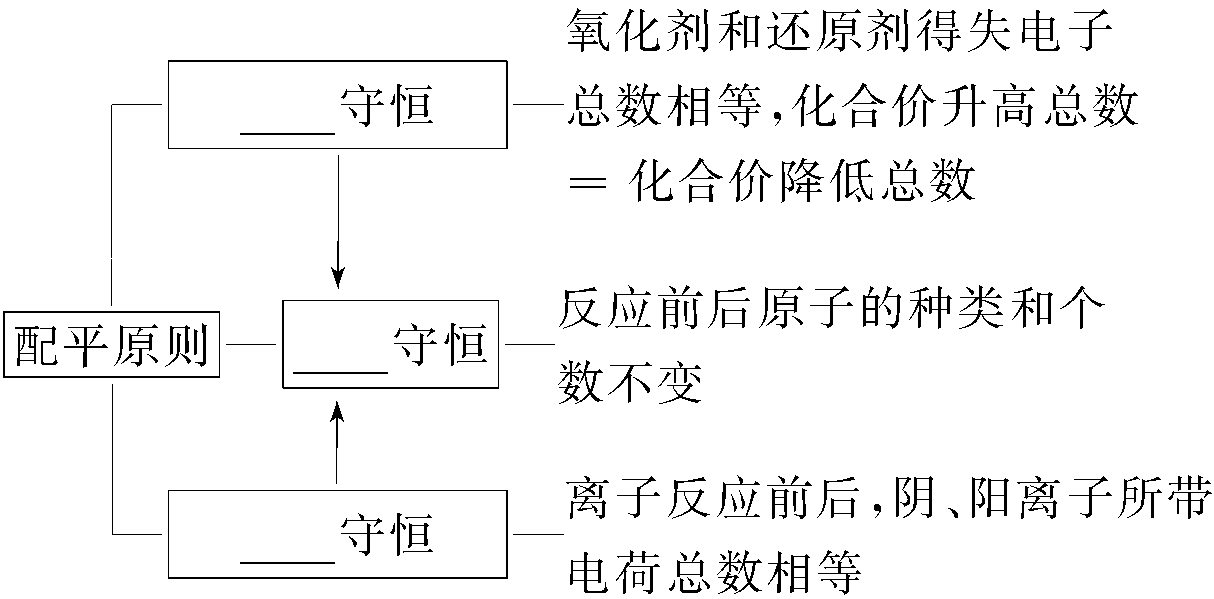 氧化剂和还原剂得失电子
____守恒
总数相等,化合价升高总数
= 化合价降低总数
配平原则
____守恒
反应前后原子的种类和个
数不变
____守恒
离子反应前后,阴、阳离子所带
电荷总数相等